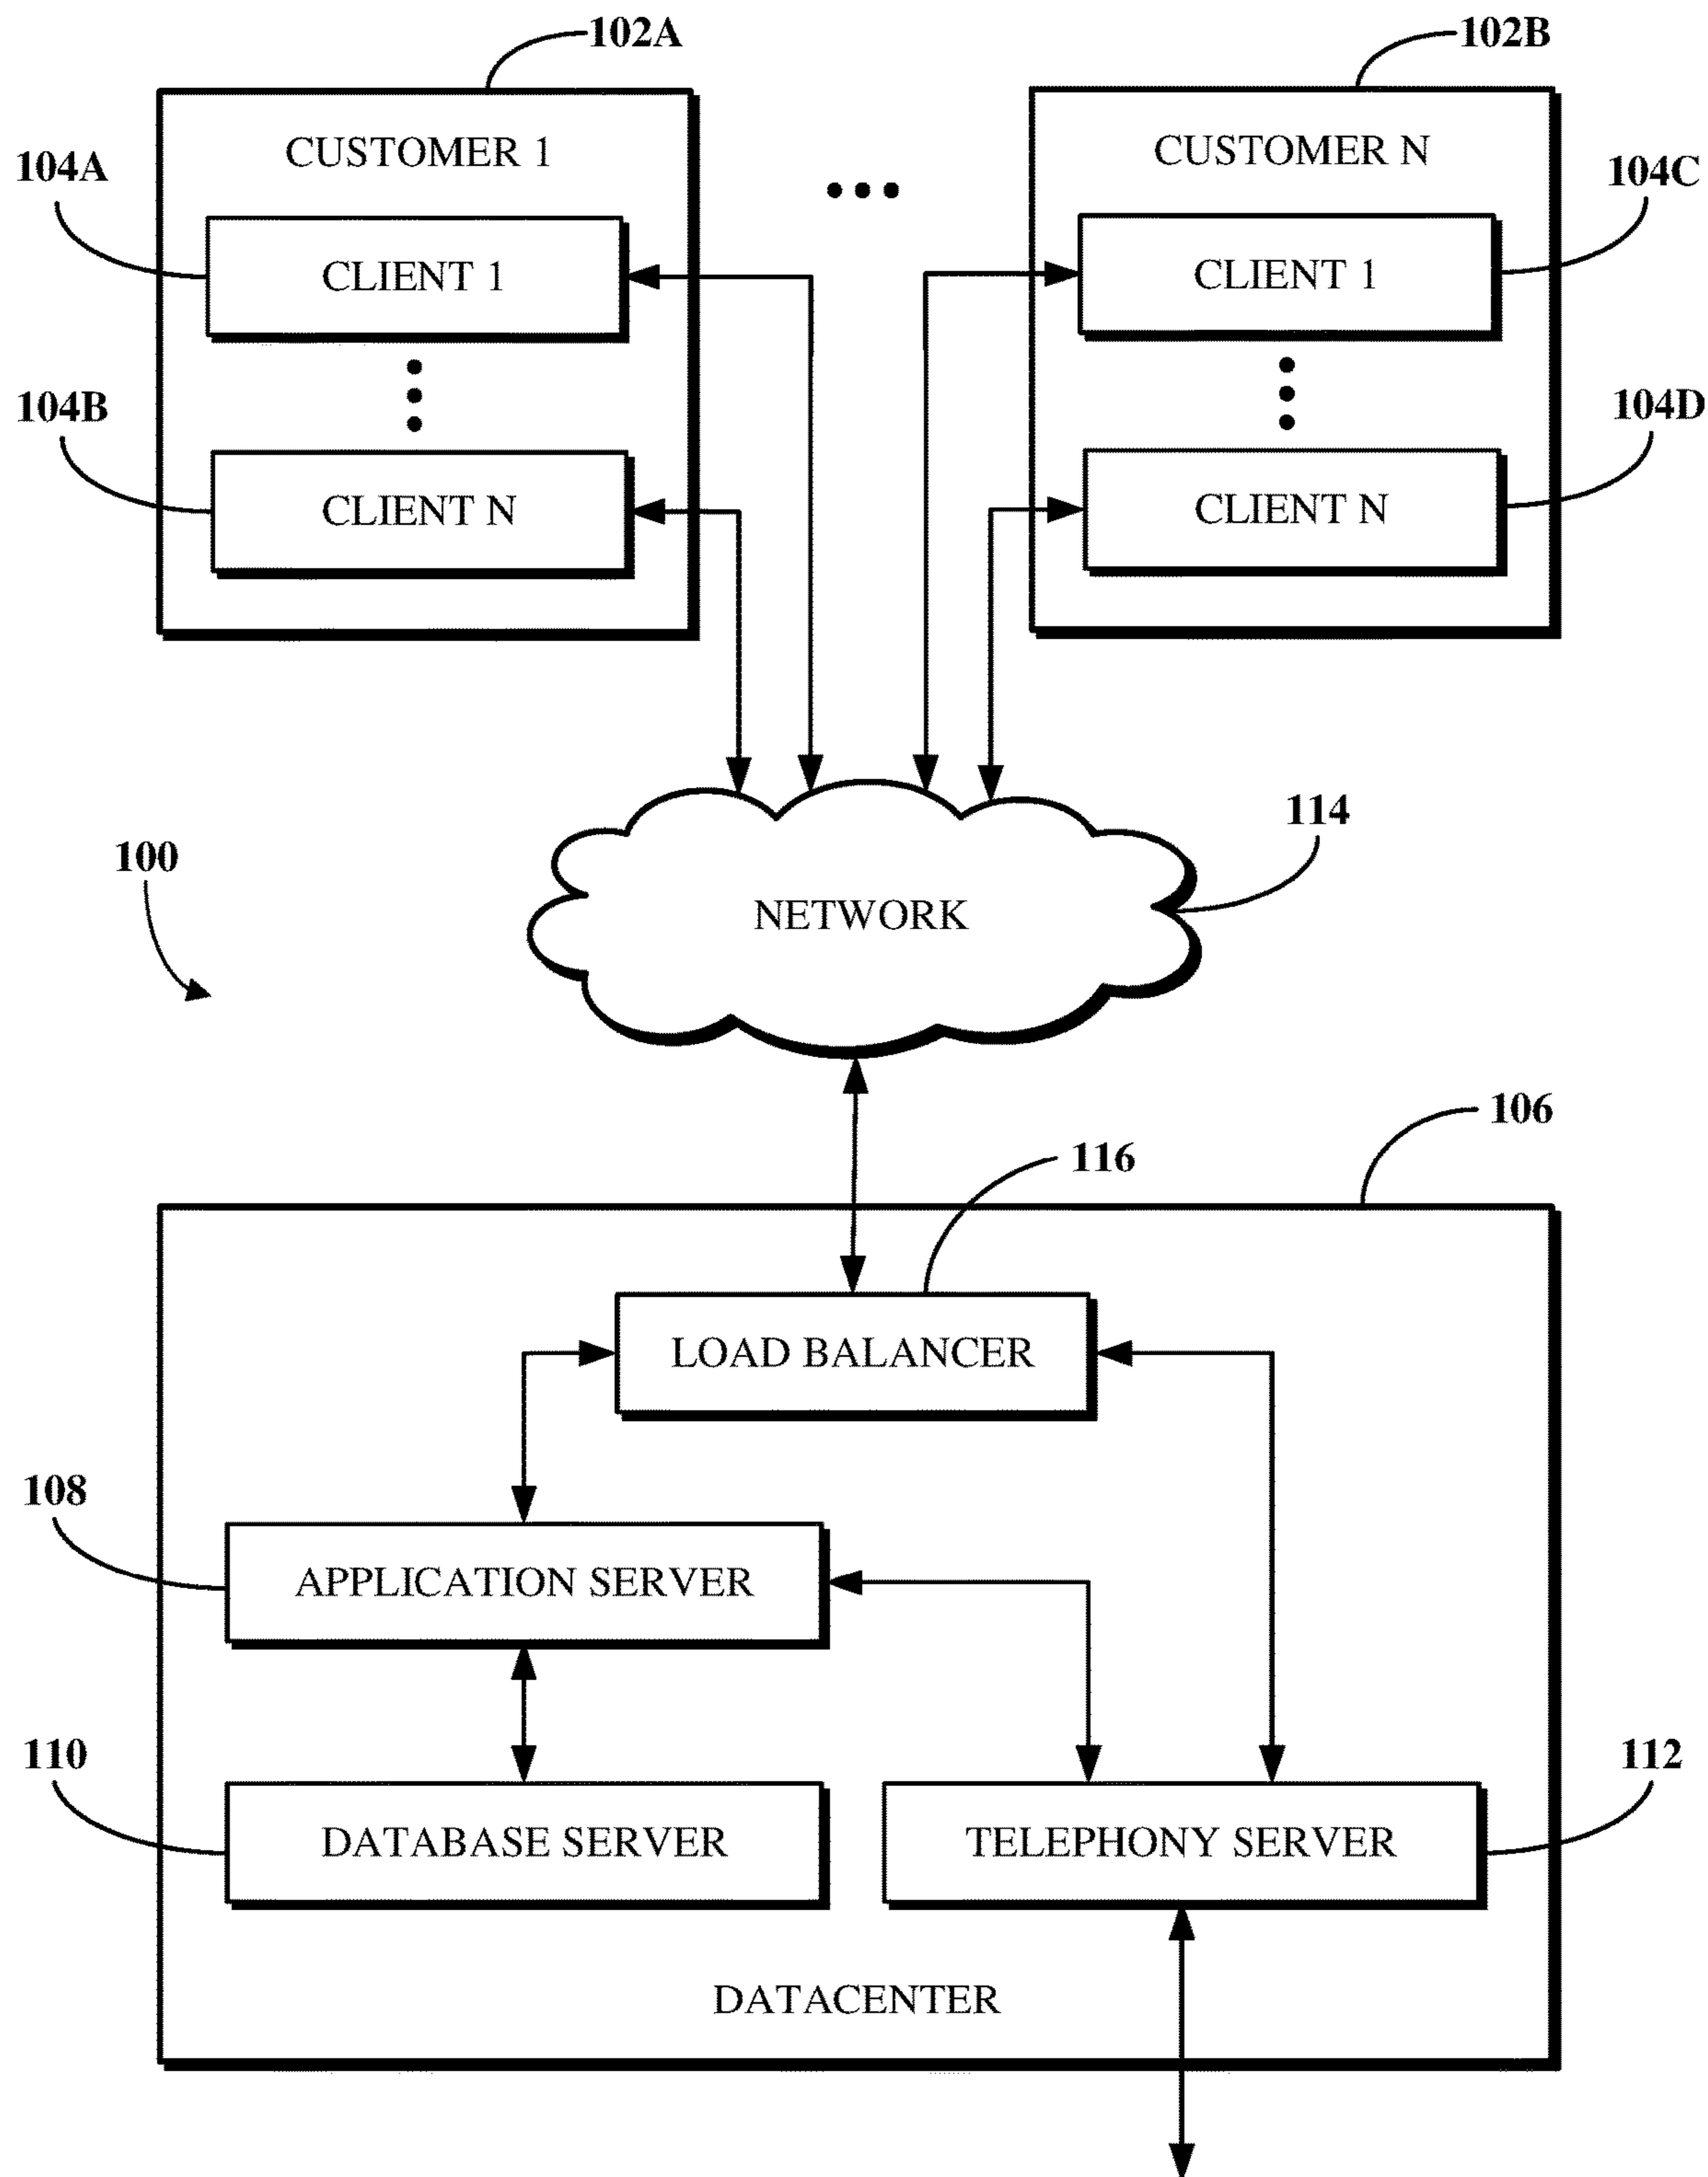 102A
102B
CUSTOMER 1
CUSTOMER N
104A
104C
CLIENT 1
CLIENT 1
104B
104D
CLIENT N
CLIENT N
114
100
NETWORK
106
116
LOAD BALANCER
108
APPLICATION SERVER
110
112
DATABASE SERVER
TELEPHONY SERVER
DATACENTER